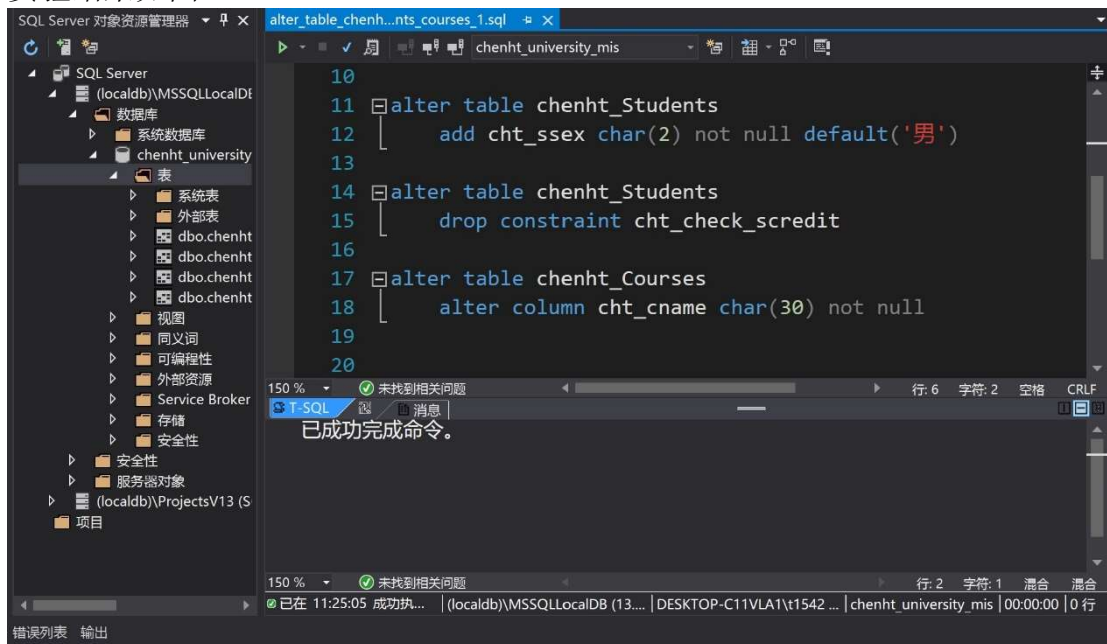 SQL Server 对象资源管理器
SQL Server
(localdb)\MSSQLLocalDE
数据库
系统数据库
chenht_university
表
系统表
外部表
dbo.chenht
dbo.chenht
dbo.chenht
dbo.chenht
视图
同义词
可编程性
外部资源
Service Broker
存储
安全性
安全性
服务器对象
(localdb)\ProjectsV13 (S
项目
alter_table_chenh...nts_courses_1.sql
chenht_university_mis
10
11 alter table chenht_Students
12 add cht_ssex char(2) not null default('男')
13
14 alter table chenht_Students
15 drop constraint cht_check_scredit
16
17 alter table chenht_Courses
18 alter column cht_cname char(30) not null
19
20
150 % 未找到相关问题 行: 6 字符: 2 空格 CRLF
T-SQL 消息
已成功完成命令。
150 % 未找到相关问题 行: 2 字符: 1 混合 混合
已在 11:25:05 成功执... (localdb)\MSSQLLocalDB (13.... DESKTOP-C11VLA1\t1542 ... chenht_university_mis 00:00:00 0 行
错误列表 输出